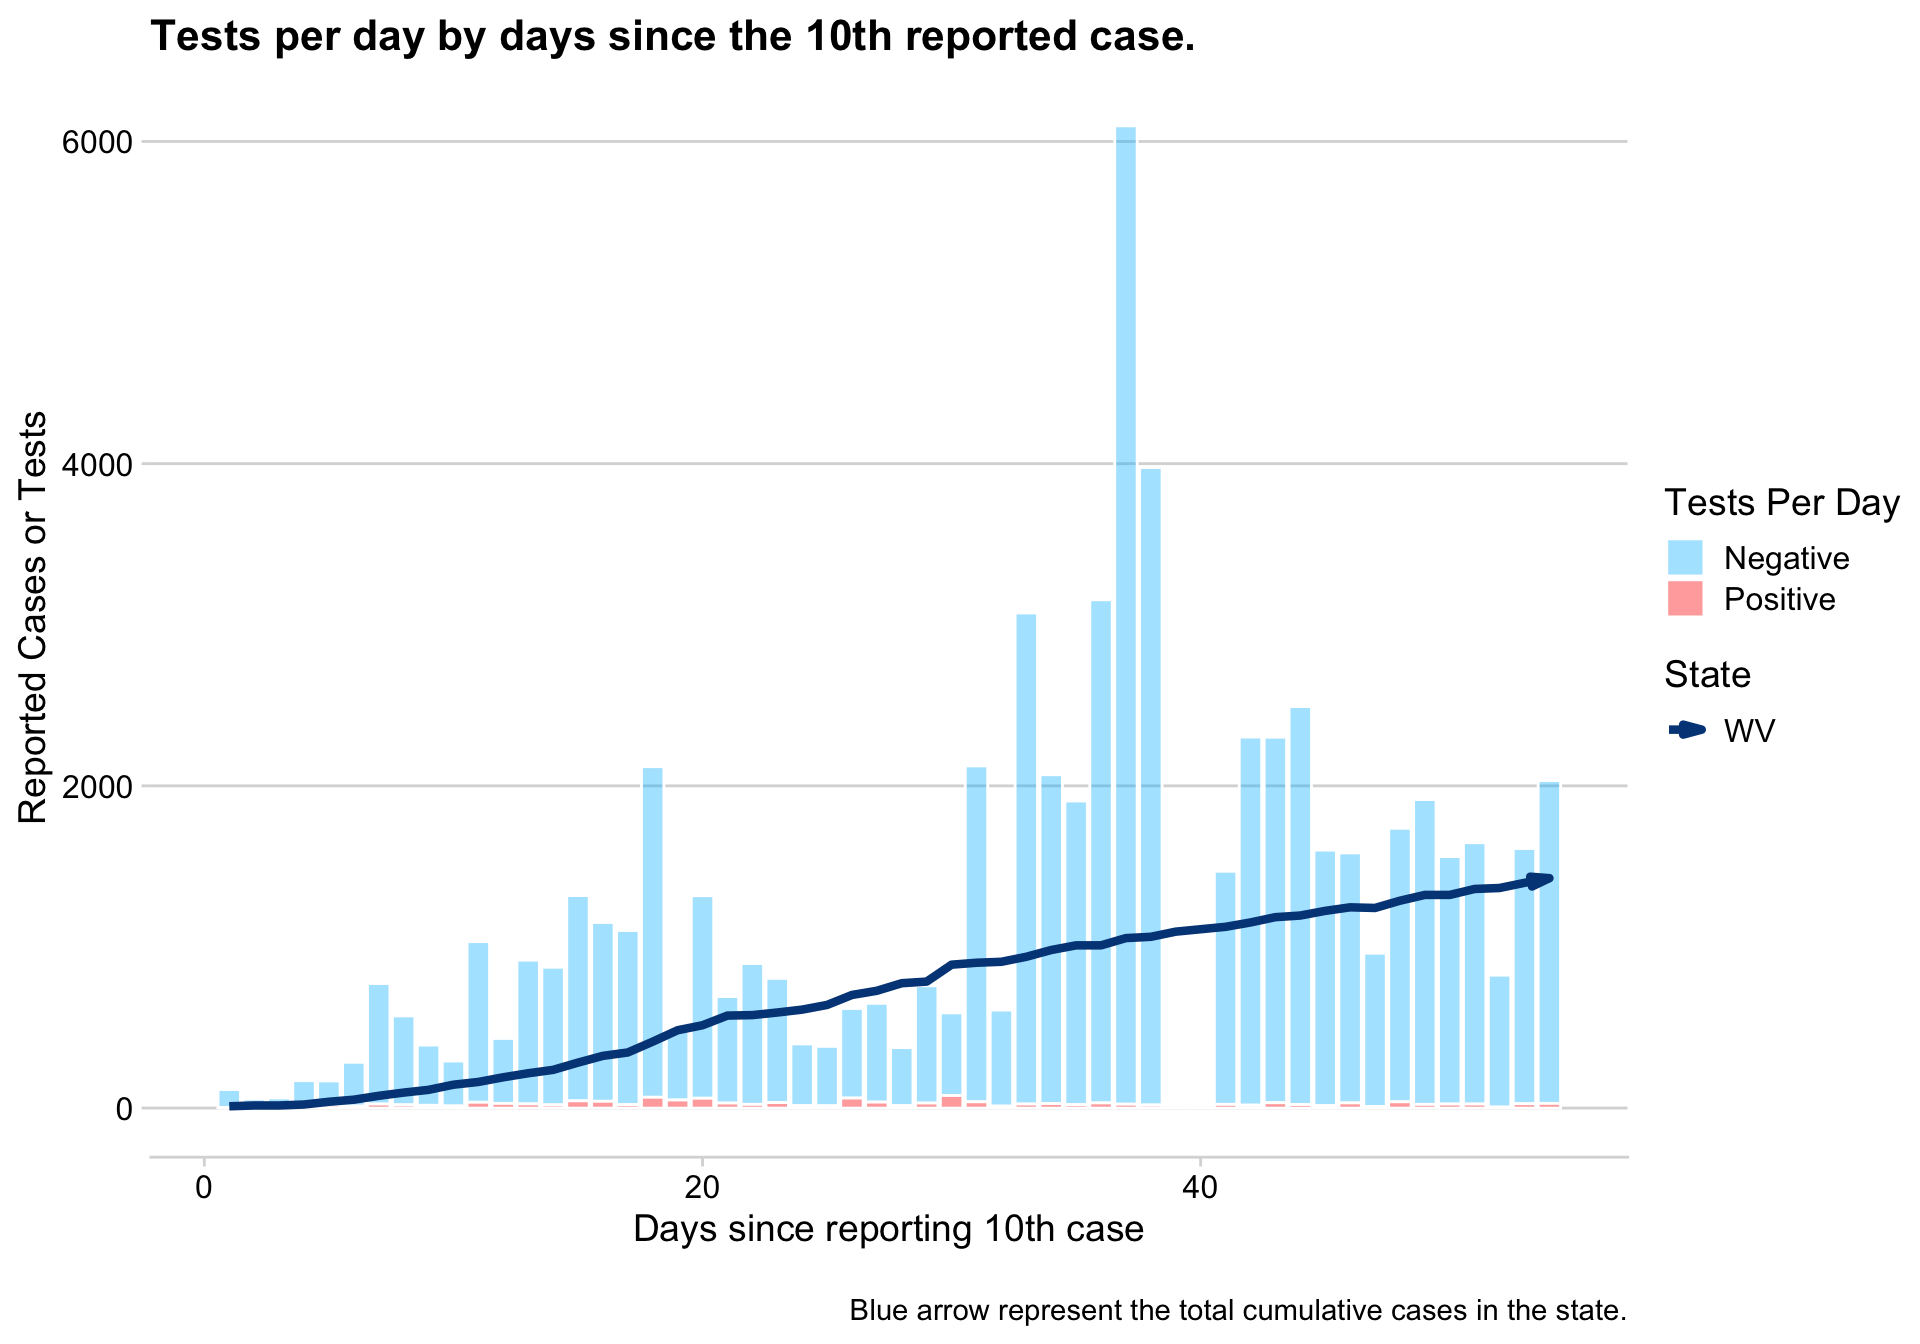 Tests per day by days since the 10th reported case.
6000
4000
2000
0
Reported Cases or Tests
0 20 40
Days since reporting 10th case
Tests Per Day
Negative
Positive
State
WV
Blue arrow represent the total cumulative cases in the state.